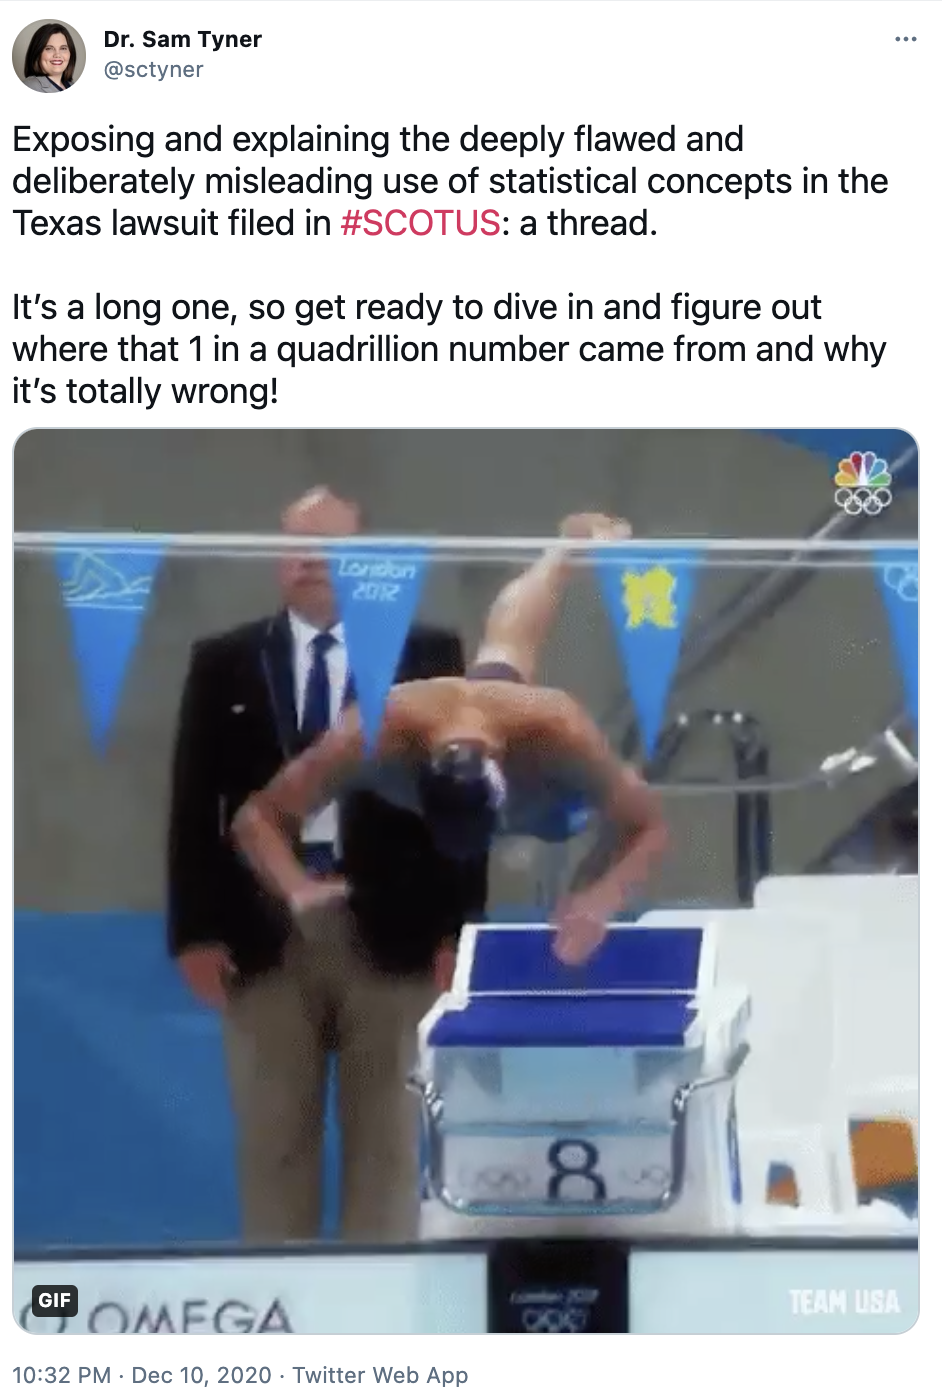 Dr. Sam Tyner
@sctyner
Exposing and explaining the deeply flawed and
deliberately misleading use of statistical concepts in the
Texas lawsuit filed in #SCOTUS: a thread.
It’s a long one, so get ready to dive in and figure out
where that 1 in a quadrillion number came from and why
it’s totally wrong!
London
2012
8
GIF
OMEGA
TEAM USA
10:32 PM · Dec 10, 2020 · Twitter Web App